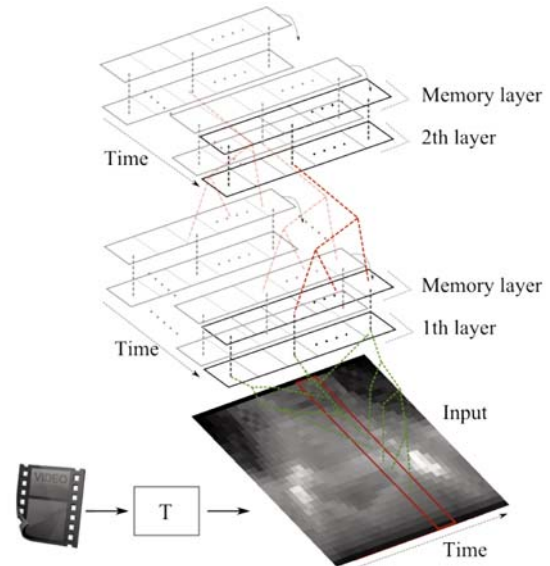 Memory layer
2th layer
Time
Memory layer
1th layer
Time
Input
VIDEO
T
Time